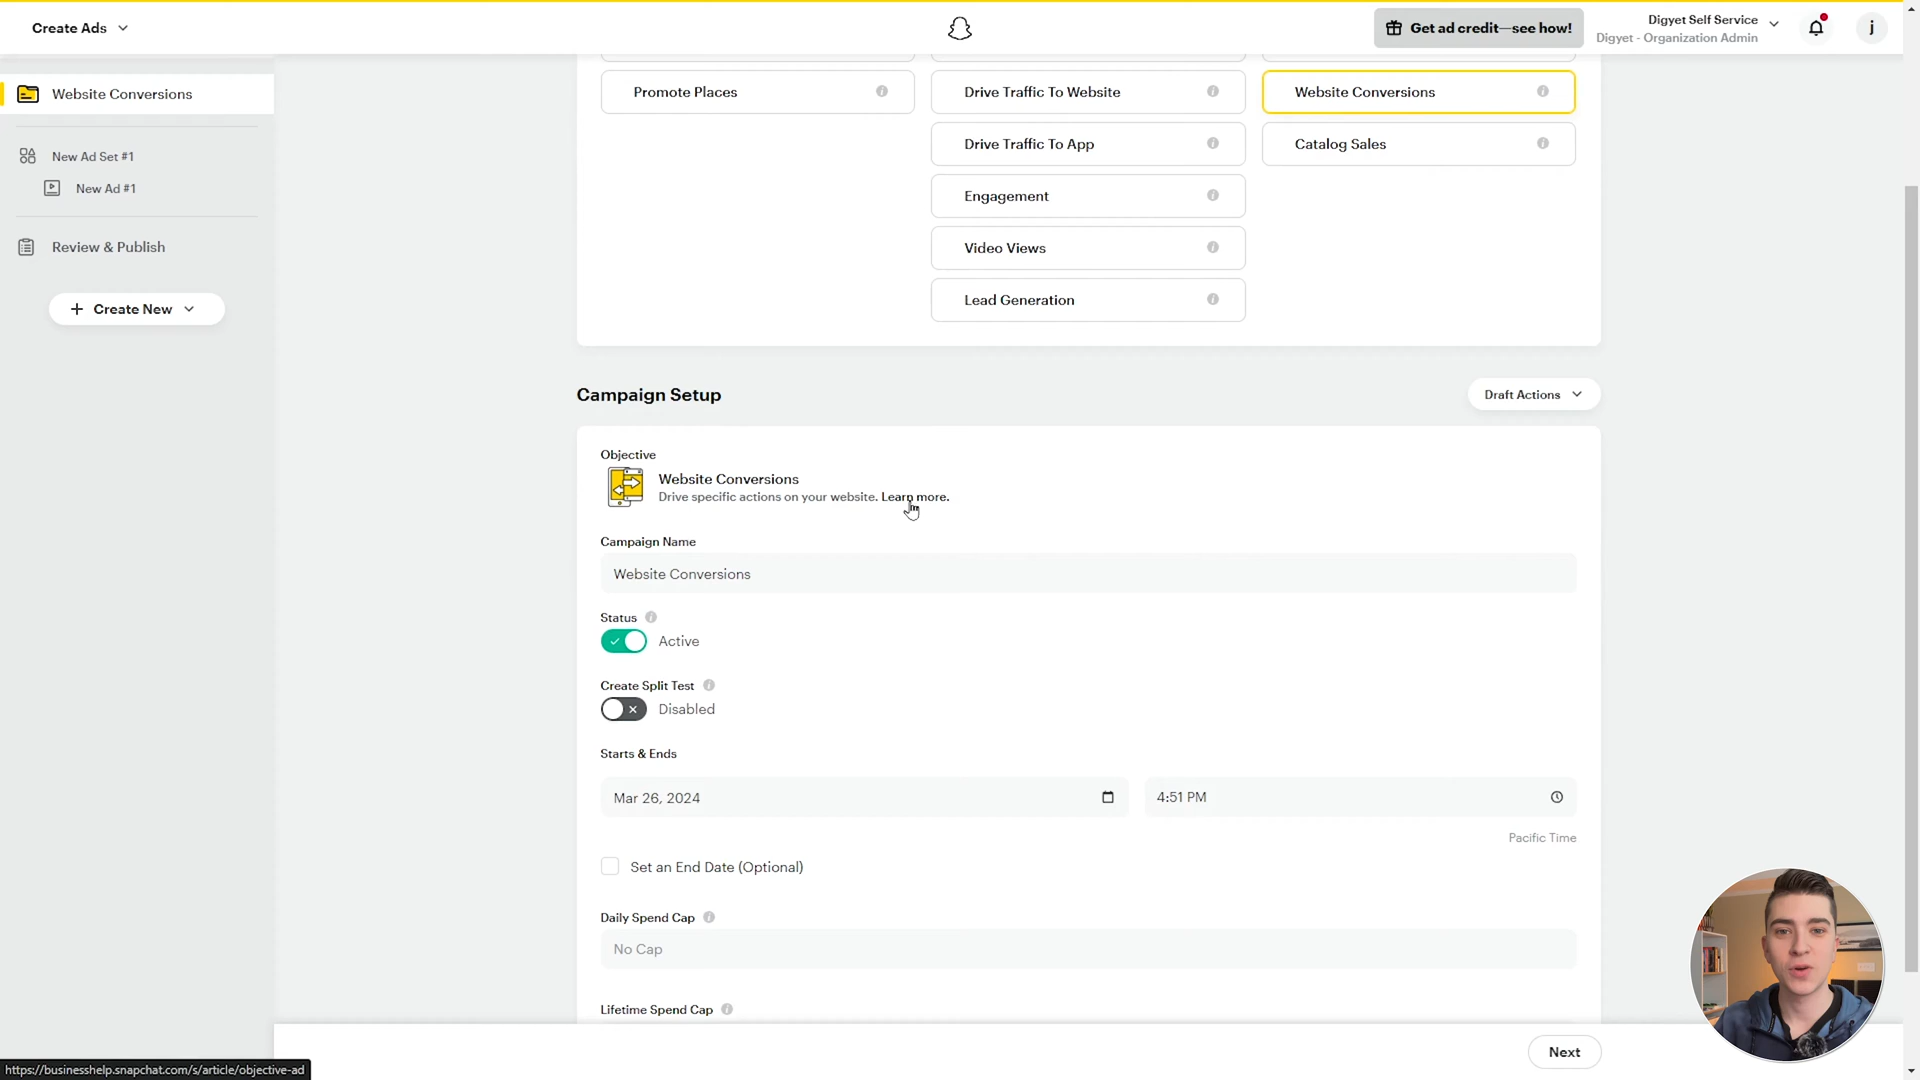 Create Ads
Get ad credit—see how!
Digyet Self Service
Digyet - Organization Admin
j
Website Conversions
New Ad Set #1
New Ad #1
Review & Publish
+ Create New
Promote Places
Drive Traffic To Website
Website Conversions
Drive Traffic To App
Catalog Sales
Engagement
Video Views
Lead Generation
Campaign Setup
Draft Actions
Objective
Website Conversions
Drive specific actions on your website. Learn more.
Campaign Name
Website Conversions
Status
Active
Create Split Test
Disabled
Starts & Ends
Mar 26, 2024
4:51 PM
Pacific Time
Set an End Date (Optional)
Daily Spend Cap
No Cap
Lifetime Spend Cap
Next
https://businesshelp.snapchat.com/s/article/objective-ad